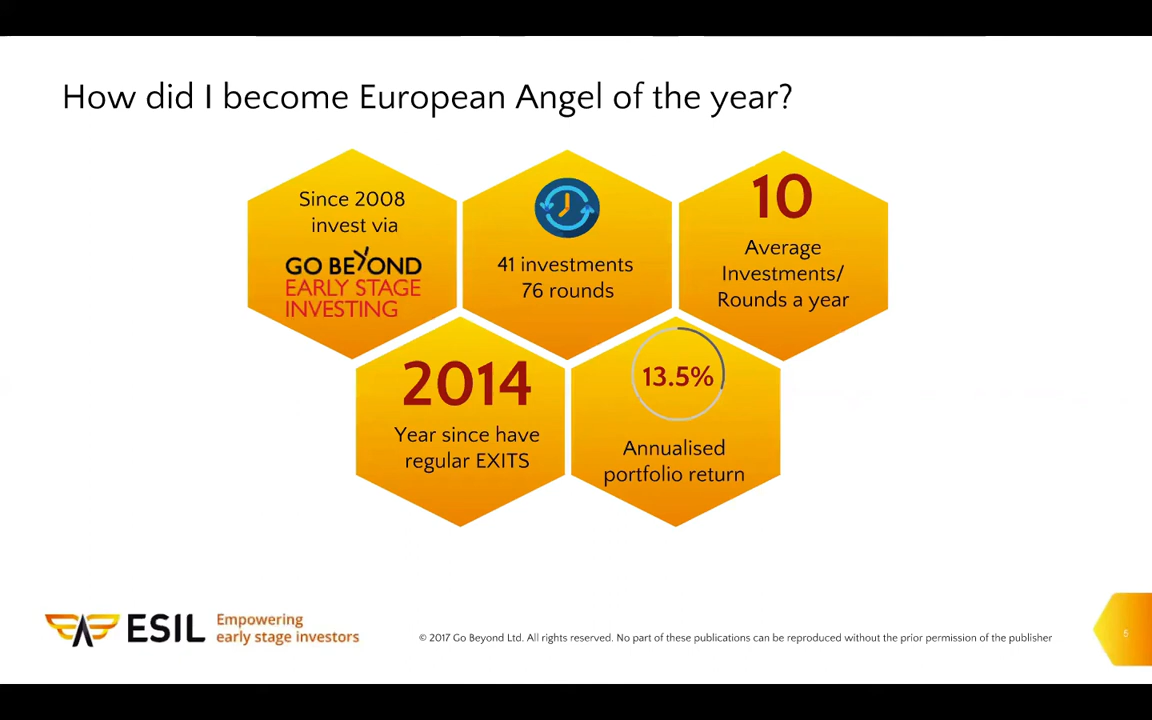 How did I become European Angel of the year?
Since 2008
invest via
GO BEYOND
EARLY STAGE
INVESTING
41 investments
76 rounds
10
Average
Investments/
Rounds a year
2014
Year since have
regular EXITS
13.5%
Annualised
portfolio return
ESIL
Empowering
early stage investors
© 2017 Go Beyond Ltd. All rights reserved. No part of these publications can be reproduced without the prior permission of the publisher
5